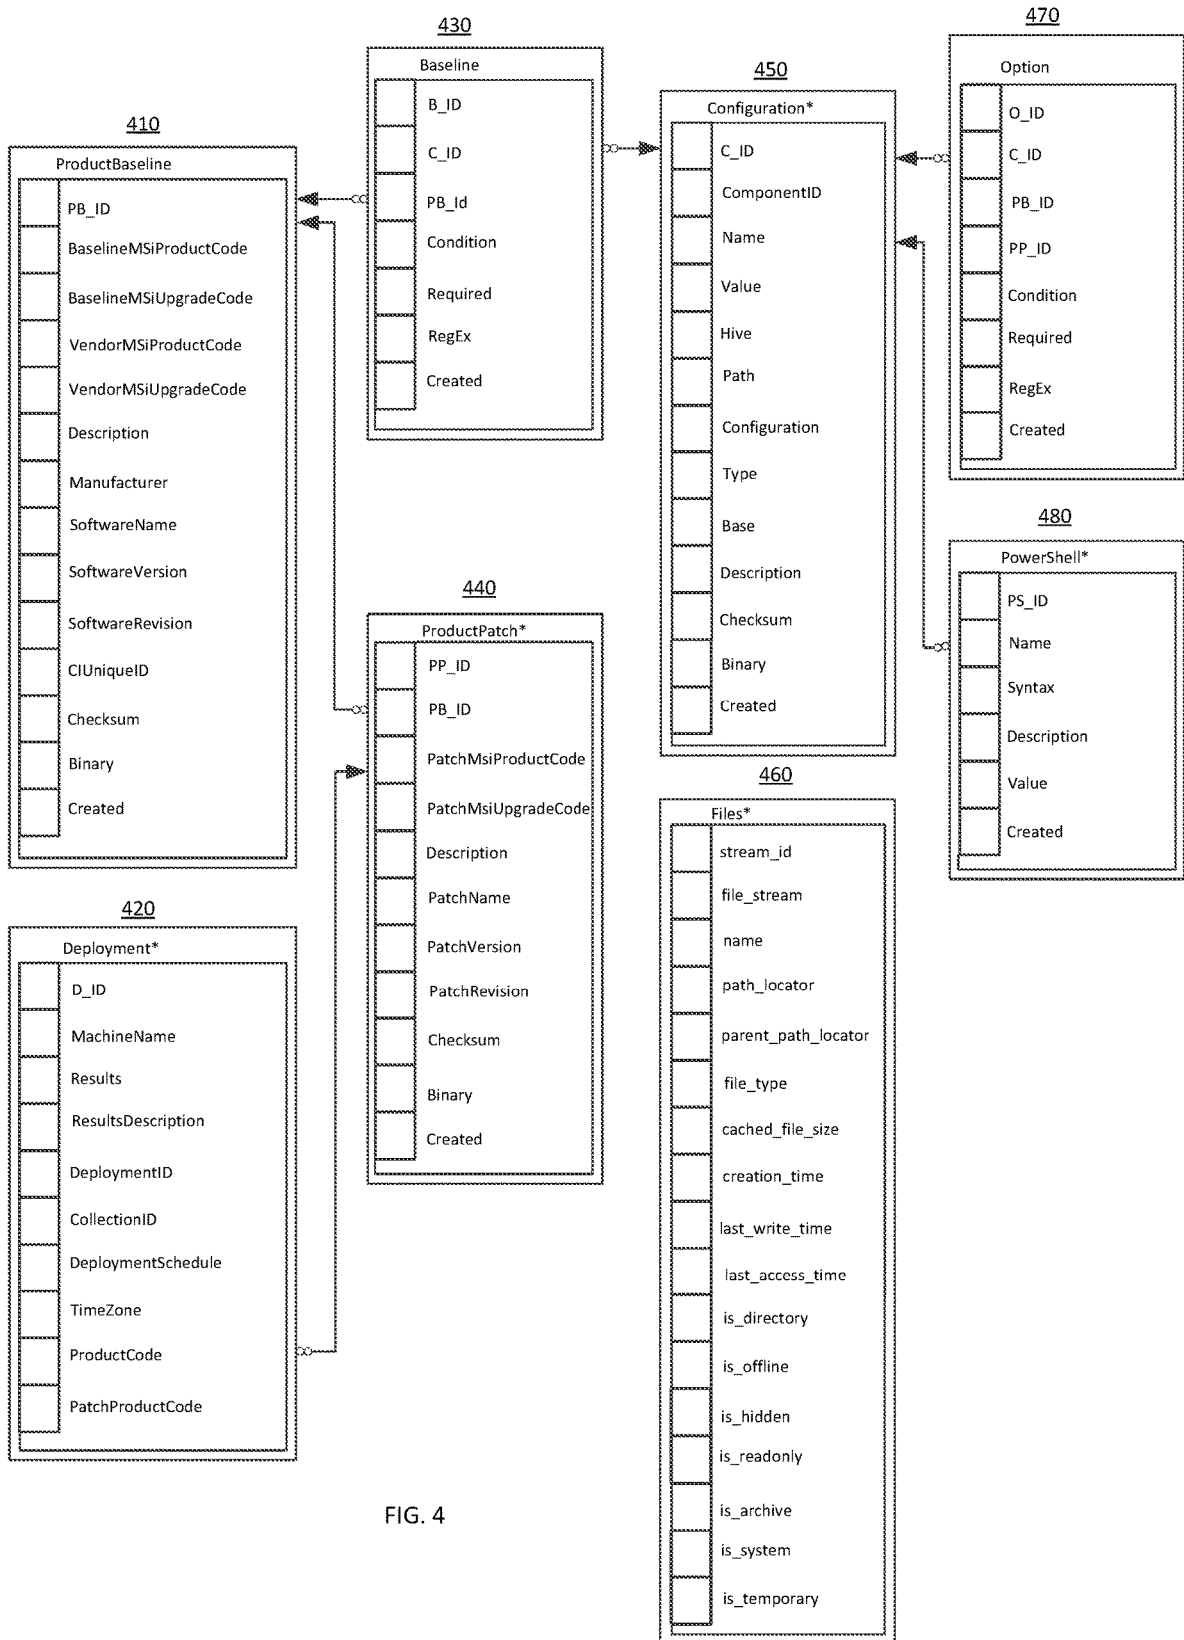 410
ProductBaseline
PB_ID
BaselineMSiProductCode
BaselineMSiUpgradeCode
VendorMSiProductCode
VendorMSiUpgradeCode
Description
Manufacturer
SoftwareName
SoftwareVersion
SoftwareRevision
CIUniqueID
Checksum
Binary
Created
420
Deployment*
D_ID
MachineName
Results
ResultsDescription
DeploymentID
CollectionID
DeploymentSchedule
TimeZone
ProductCode
PatchProductCode
430
Baseline
B_ID
C_ID
PB_Id
Condition
Required
RegEx
Created
440
ProductPatch*
PP_ID
PB_ID
PatchMsiProductCode
PatchMsiUpgradeCode
Description
PatchName
PatchVersion
PatchRevision
Checksum
Binary
Created
450
Configuration*
C_ID
ComponentID
Name
Value
Hive
Path
Configuration
Type
Base
Description
Checksum
Binary
Created
460
Files*
stream_id
file_stream
name
path_locator
parent_path_locator
file_type
cached_file_size
creation_time
last_write_time
last_access_time
is_directory
is_offline
is_hidden
is_readonly
is_archive
is_system
is_temporary
470
Option
O_ID
C_ID
PB_ID
PP_ID
Condition
Required
RegEx
Created
480
PowerShell*
PS_ID
Name
Syntax
Description
Value
Created
FIG. 4